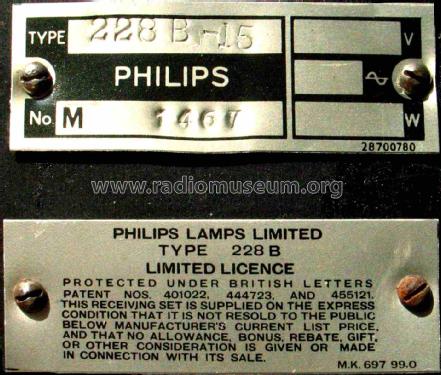 TYPE 228 B-15 V
PHILIPS
No. M 1467 W
28700780
www.radiomuseum.org
PHILIPS LAMPS LIMITED
TYPE 228 B
LIMITED LICENCE
PROTECTED UNDER BRITISH LETTERS
PATENT NOS. 401022, 444723, AND 455121.
THIS RECEIVING SET IS SUPPLIED ON THE EXPRESS
CONDITION THAT IT IS NOT RESOLD TO THE PUBLIC
BELOW MANUFACTURER'S CURRENT LIST PRICE,
AND THAT NO ALLOWANCE, BONUS, REBATE, GIFT,
OR OTHER CONSIDERATION IS GIVEN OR MADE
IN CONNECTION WITH ITS SALE.
M.K. 697 99.0